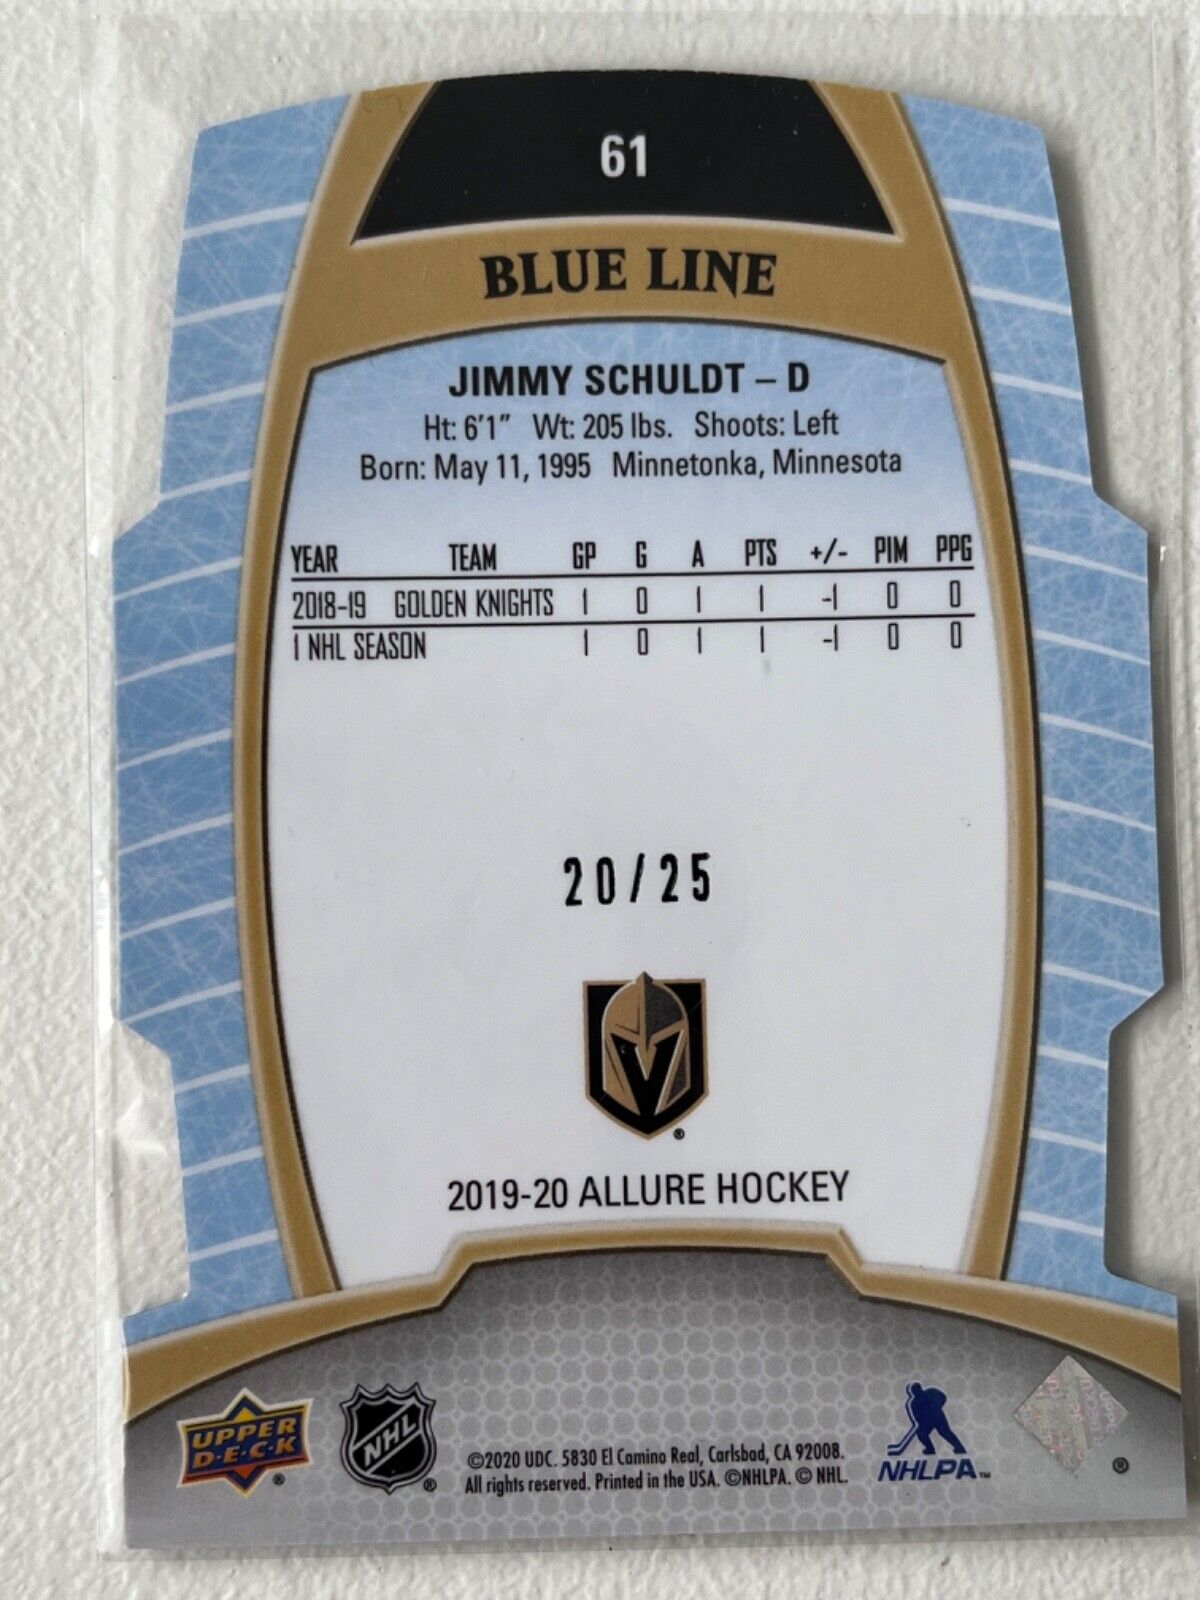 61
BLUE LINE
JIMMY SCHULDT – D
Ht: 6'1" Wt: 205 lbs. Shoots: Left
Born: May 11, 1995 Minnetonka, Minnesota
YEAR TEAM GP G A PTS +/- PIM PPG
2018-19 GOLDEN KNIGHTS 1 0 1 1 -1 0 0
1 NHL SEASON 1 0 1 1 -1 0 0
20/25
®
2019-20 ALLURE HOCKEY
UPPER
D·E·C·K ®
NHL ®
©2020 UDC. 5830 El Camino Real, Carlsbad, CA 92008.
All rights reserved. Printed in the USA. ©NHLPA. © NHL.
NHLPA™
®